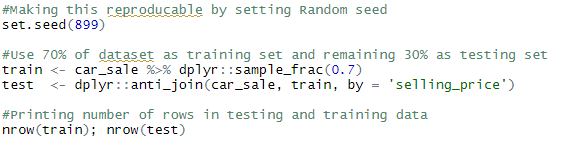 #Making this reproducable by setting Random seed
set.seed(899)
#Use 70% of dataset as training set and remaining 30% as testing set
train <- car_sale %>% dplyr::sample_frac(0.7)
test  <- dplyr::anti_join(car_sale, train, by = 'selling_price')
#Printing number of rows in testing and training data
nrow(train); nrow(test)